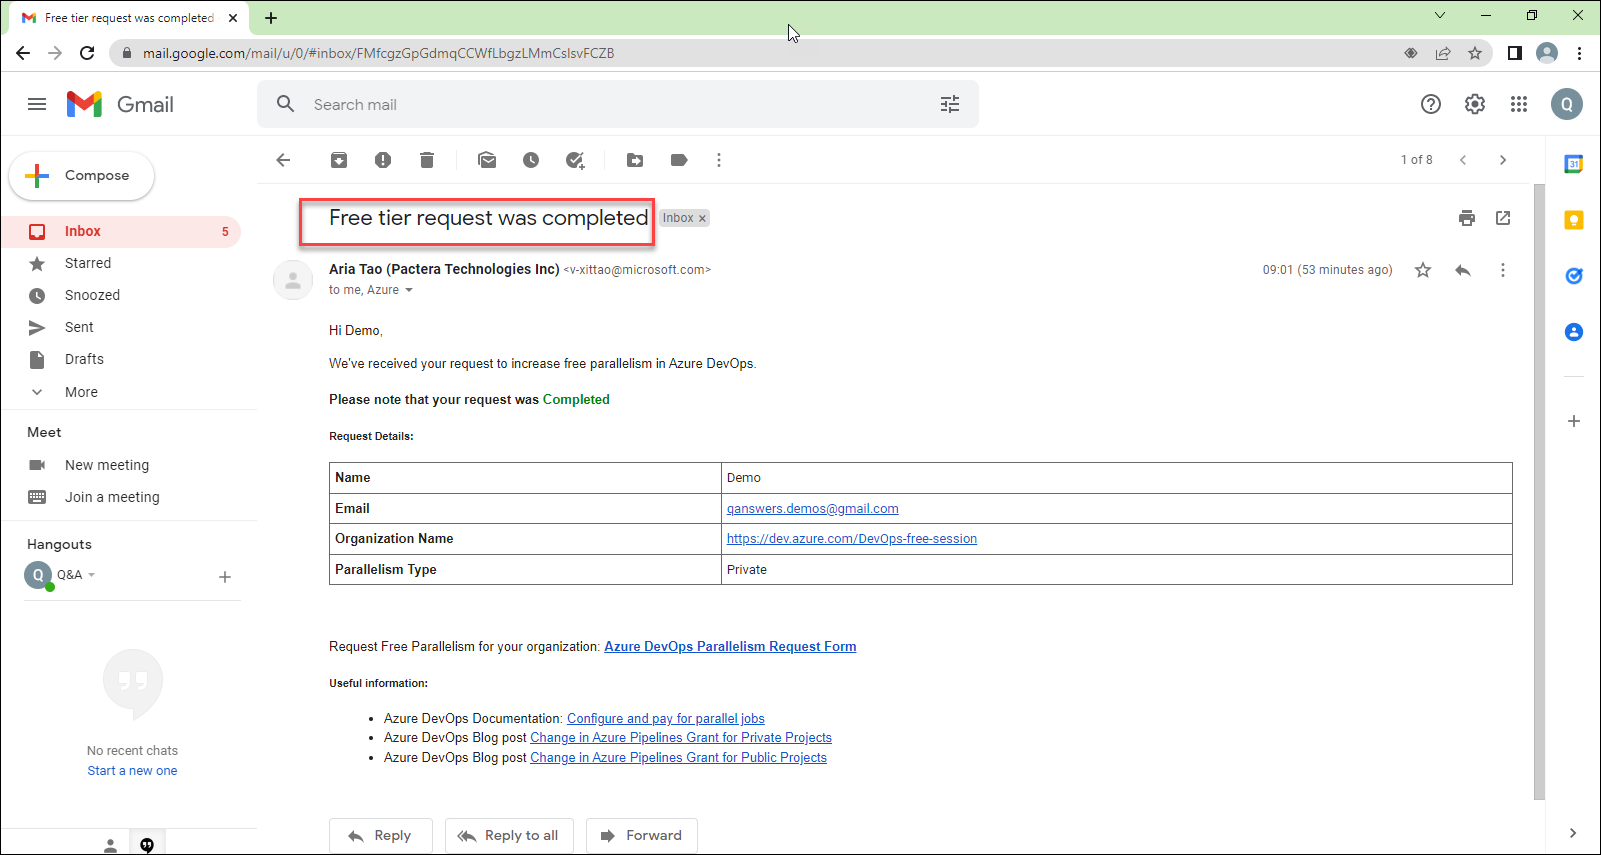 Free tier request was completed
mail.google.com/mail/u/0/#inbox/FMfcgzGpGdmqCCWfLbgzLMmCslsvFCZB
Gmail
Search mail
Q
Compose
1 of 8
31
Inbox 5
Starred
Snoozed
Sent
Drafts
More
Meet
New meeting
Join a meeting
Hangouts
Q Q&A
No recent chats
Start a new one
Free tier request was completed Inbox x
Aria Tao (Pactera Technologies Inc) <v-xittao@microsoft.com>
09:01 (53 minutes ago)
to me, Azure
Hi Demo,
We've received your request to increase free parallelism in Azure DevOps.
Please note that your request was Completed
Request Details:
Name Demo
Email qanswers.demos@gmail.com
Organization Name https://dev.azure.com/DevOps-free-session
Parallelism Type Private
Request Free Parallelism for your organization: Azure DevOps Parallelism Request Form
Useful information:
• Azure DevOps Documentation: Configure and pay for parallel jobs
• Azure DevOps Blog post Change in Azure Pipelines Grant for Private Projects
• Azure DevOps Blog post Change in Azure Pipelines Grant for Public Projects
Reply Reply to all Forward